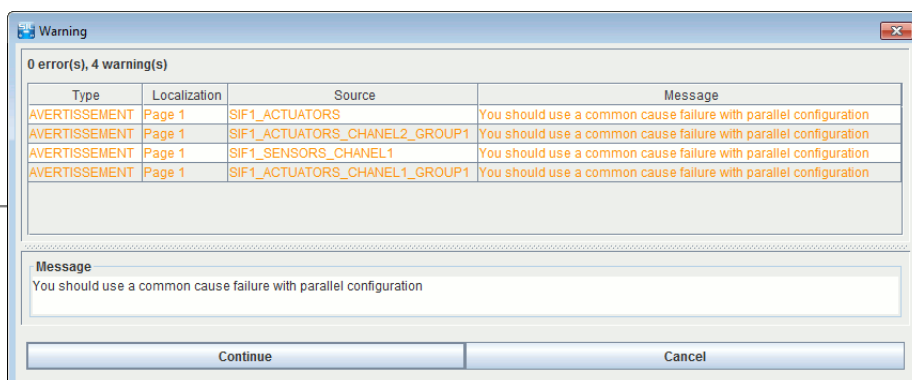 SIL Warning
0 error(s), 4 warning(s)
Type Localization Source Message
AVERTISSEMENT Page 1 SIF1_ACTUATORS You should use a common cause failure with parallel configuration
AVERTISSEMENT Page 1 SIF1_ACTUATORS_CHANEL2_GROUP1 You should use a common cause failure with parallel configuration
AVERTISSEMENT Page 1 SIF1_SENSORS_CHANEL1 You should use a common cause failure with parallel configuration
AVERTISSEMENT Page 1 SIF1_ACTUATORS_CHANEL1_GROUP1 You should use a common cause failure with parallel configuration
Message
You should use a common cause failure with parallel configuration
Continue Cancel